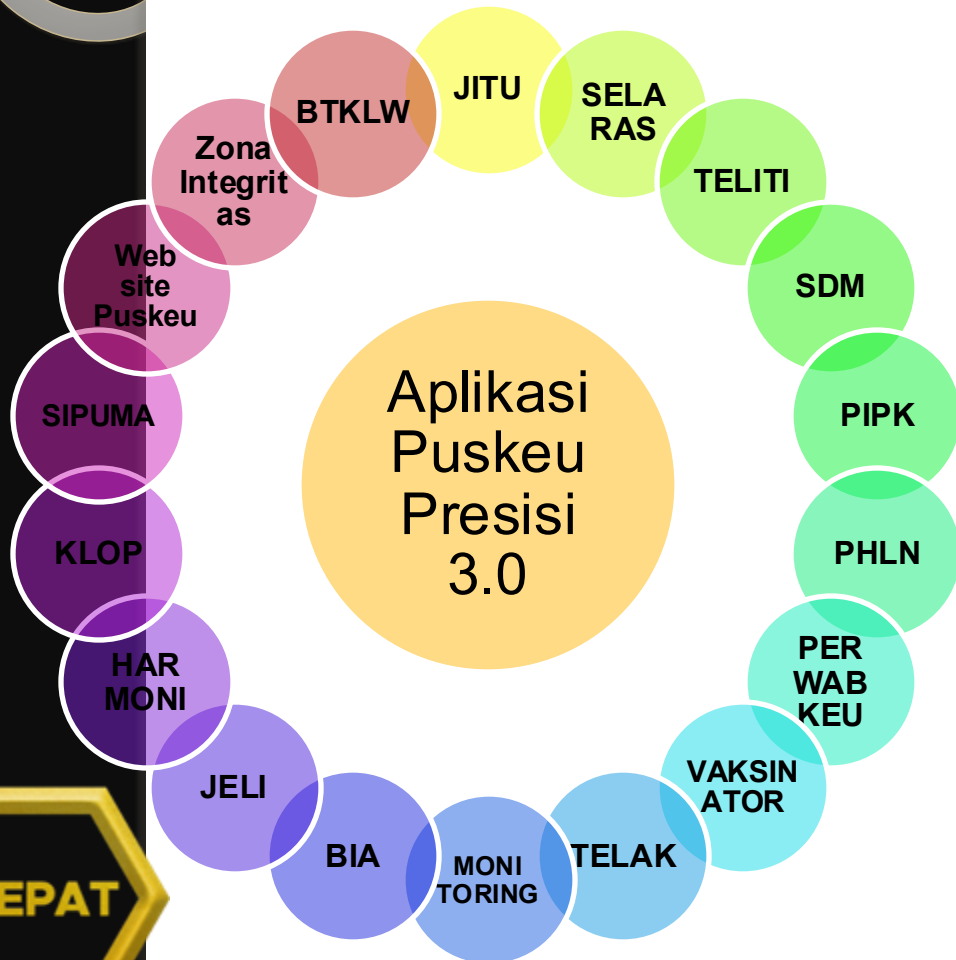 JITU
SELA
RAS
TELITI
SDM
PIPK
PHLN
PER
WAB
KEU
VAKSIN
ATOR
TELAK
MONI
TORING
BIA
JELI
HAR
MONI
KLOP
SIPUMA
Web
site
Puskeu
Zona
Integrit
as
BTKLW
Aplikasi
Puskeu
Presisi
3.0
EPAT